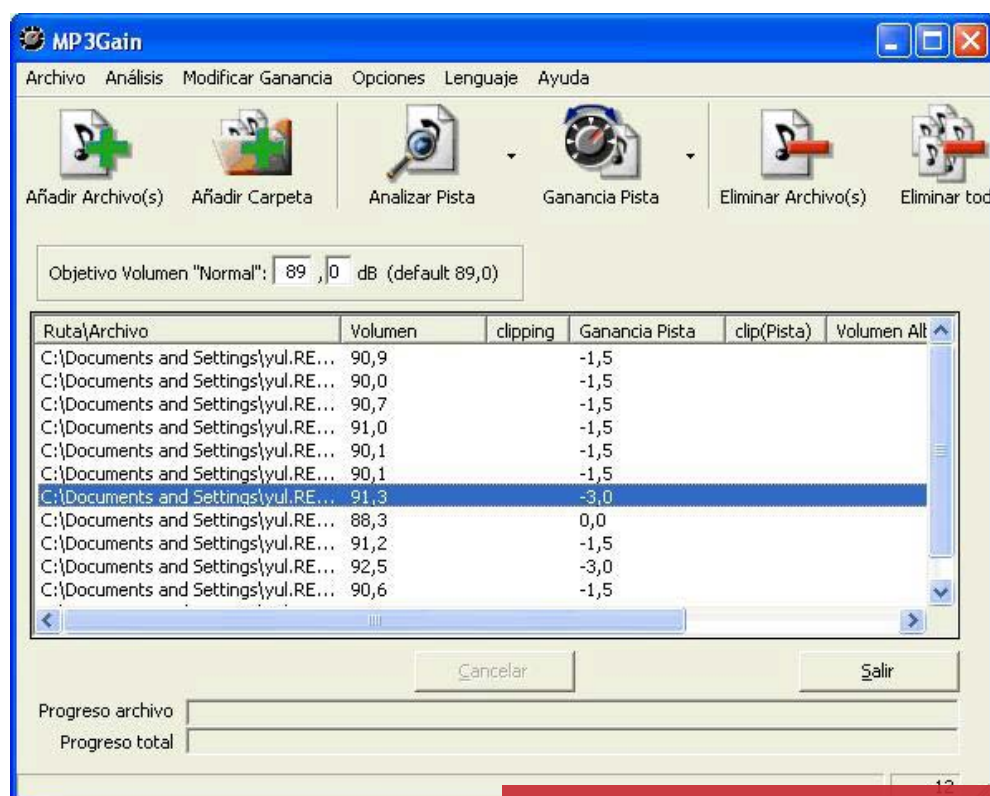 MP3Gain
Archivo Análisis Modificar Ganancia Opciones Lenguaje Ayuda
Añadir Archivo(s) Añadir Carpeta Analizar Pista Ganancia Pista Eliminar Archivo(s) Eliminar tod
Objetivo Volumen "Normal": 89 ,0 dB (default 89,0)
Ruta\Archivo Volumen clipping Ganancia Pista clip(Pista) Volumen Alt
C:\Documents and Settings\yul.RE... 90,9 -1,5
C:\Documents and Settings\yul.RE... 90,0 -1,5
C:\Documents and Settings\yul.RE... 90,7 -1,5
C:\Documents and Settings\yul.RE... 91,0 -1,5
C:\Documents and Settings\yul.RE... 90,1 -1,5
C:\Documents and Settings\yul.RE... 90,1 -1,5
C:\Documents and Settings\yul.RE... 91,3 -3,0
C:\Documents and Settings\yul.RE... 88,3 0,0
C:\Documents and Settings\yul.RE... 91,2 -1,5
C:\Documents and Settings\yul.RE... 92,5 -3,0
C:\Documents and Settings\yul.RE... 90,6 -1,5
Cancelar Salir
Progreso archivo
Progreso total